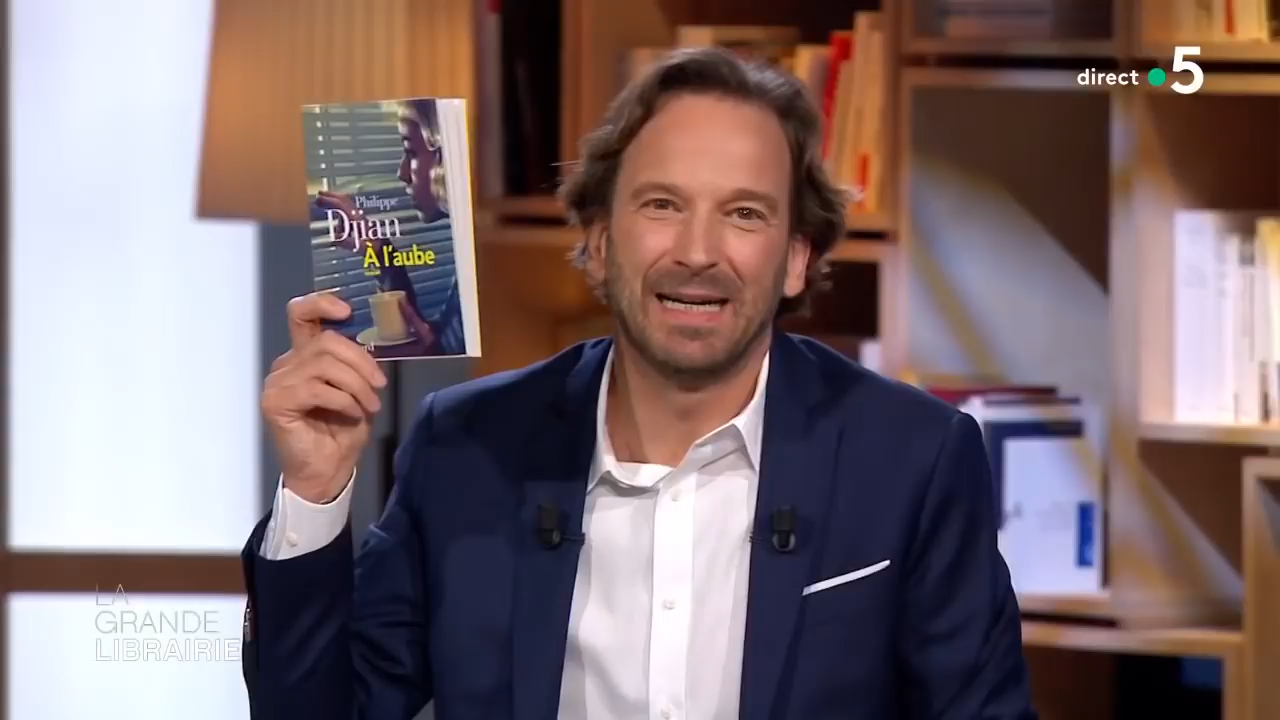 direct 5
Philippe
Djian
À l'aube
LA
GRANDE
LIBRAIRIE